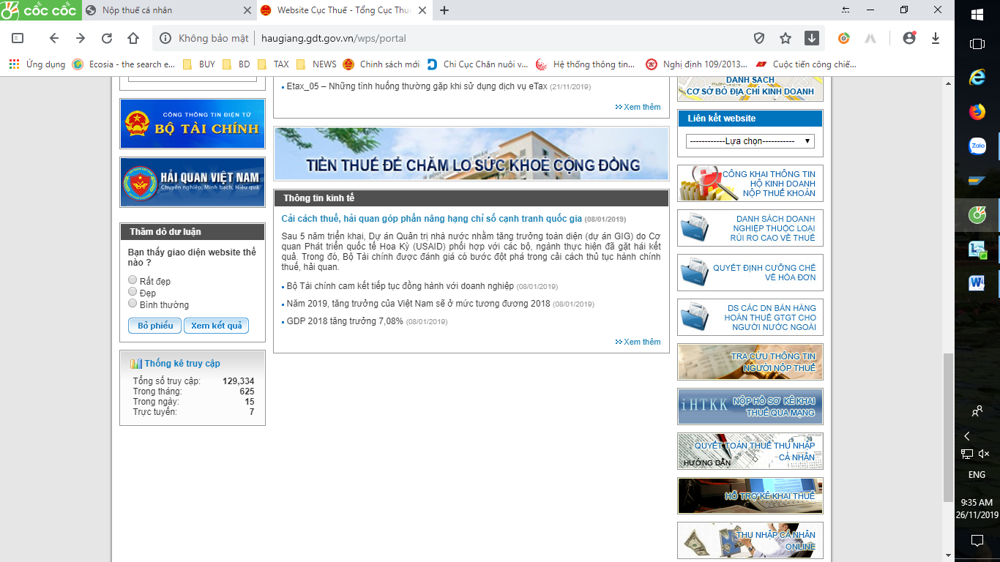 cốc cốc
Nộp thuế cá nhân
Website Cục Thuế - Tổng Cục Thu
Không bảo mật
haugiang.gdt.gov.vn/wps/portal
Ứng dụng
Ecosia - the search e...
BUY
BD
TAX
NEWS
Chinh sách mới
Chi Cục Chăn nuôi v...
Hệ thống thông tin...
Nghị định 109/2013...
Cuộc tiến công chiế...
CỔNG THÔNG TIN ĐIỆN TỬ
BỘ TÀI CHÍNH
HẢI QUAN VIỆT NAM
Chuyên nghiệp, Minh bạch, Hiệu quả
Thăm dò dư luận
Bạn thấy giao diện website thế
nào ?
Rất đẹp
Đẹp
Bình thường
Bỏ phiếu
Xem kết quả
Thống kê truy cập
Tổng số truy cập: 129,334
Trong tháng: 625
Trong ngày: 15
Trực tuyến: 7
Etax_05 – Những tình huống thường gặp khi sử dụng dịch vụ eTax (21/11/2019)
Xem thêm
TIỀN THUẾ ĐỂ CHĂM LO SỨC KHOẺ CỘNG ĐỒNG
Thông tin kinh tế
Cải cách thuế, hải quan góp phần nâng hạng chỉ số cạnh tranh quốc gia (08/01/2019)
Sau 5 năm triển khai, Dự án Quản trị nhà nước nhằm tăng trưởng toàn diện (dự án GIG) do Cơ
quan Phát triển quốc tế Hoa Kỳ (USAID) phối hợp với các bộ, ngành thực hiện đã gặt hái kết
quả. Trong đó, Bộ Tài chính được đánh giá có bước đột phá trong cải cách thủ tục hành chính
thuế, hải quan.
Bộ Tài chính cam kết tiếp tục đồng hành với doanh nghiệp (08/01/2019)
Năm 2019, tăng trưởng của Việt Nam sẽ ở mức tương đương 2018 (08/01/2019)
GDP 2018 tăng trưởng 7,08% (08/01/2019)
Xem thêm
DANH SÁCH
CƠ SỞ BỎ ĐỊA CHỈ KINH DOANH
Liên kết website
------------Lựa chọn-----------
CÔNG KHAI THÔNG TIN
HỘ KINH DOANH
NỘP THUẾ KHOÁN
DANH SÁCH DOANH
NGHIỆP THUỘC LOẠI
RỦI RO CAO VỀ THUẾ
QUYẾT ĐỊNH CƯỠNG CHẾ
VỀ HÓA ĐƠN
DS CÁC DN BÁN HÀNG
HOÀN THUẾ GTGT CHO
NGƯỜI NƯỚC NGOÀI
TRA CỨU THÔNG TIN
NGƯỜI NỘP THUẾ
iHTKK
NỘP HỒ SƠ KÊ KHAI
THUẾ QUA MẠNG
QUYẾT TOÁN THUẾ THU NHẬP
CÁ NHÂN
HƯỚNG DẪN
HỖ TRỢ KÊ KHAI THUẾ
THU NHẬP CÁ NHÂN
ONLINE
Zalo
ENG
9:35 AM
26/11/2019